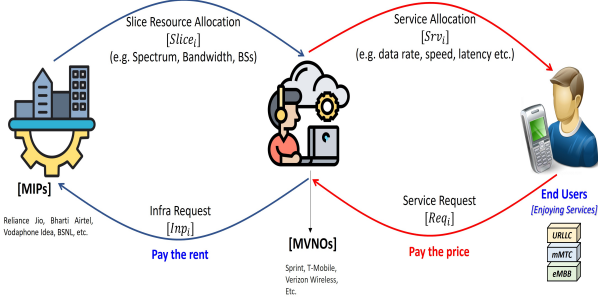 Slice Resource Allocation
[Slice_i]
(e.g. Spectrum, Bandwidth, BSs)
Service Allocation
[Srv_i]
(e.g. data rate, speed, latency etc.)
[MIPs]
Reliance Jio, Bharti Airtel,
Vodaphone Idea, BSNL, etc.
Infra Request
[Inp_i]
Pay the rent
[MVNOs]
Sprint, T-Mobile,
Verizon Wireless,
Etc.
Service Request
[Req_i]
Pay the price
End Users
[Enjoying Services]
URLLC
mMTC
eMBB